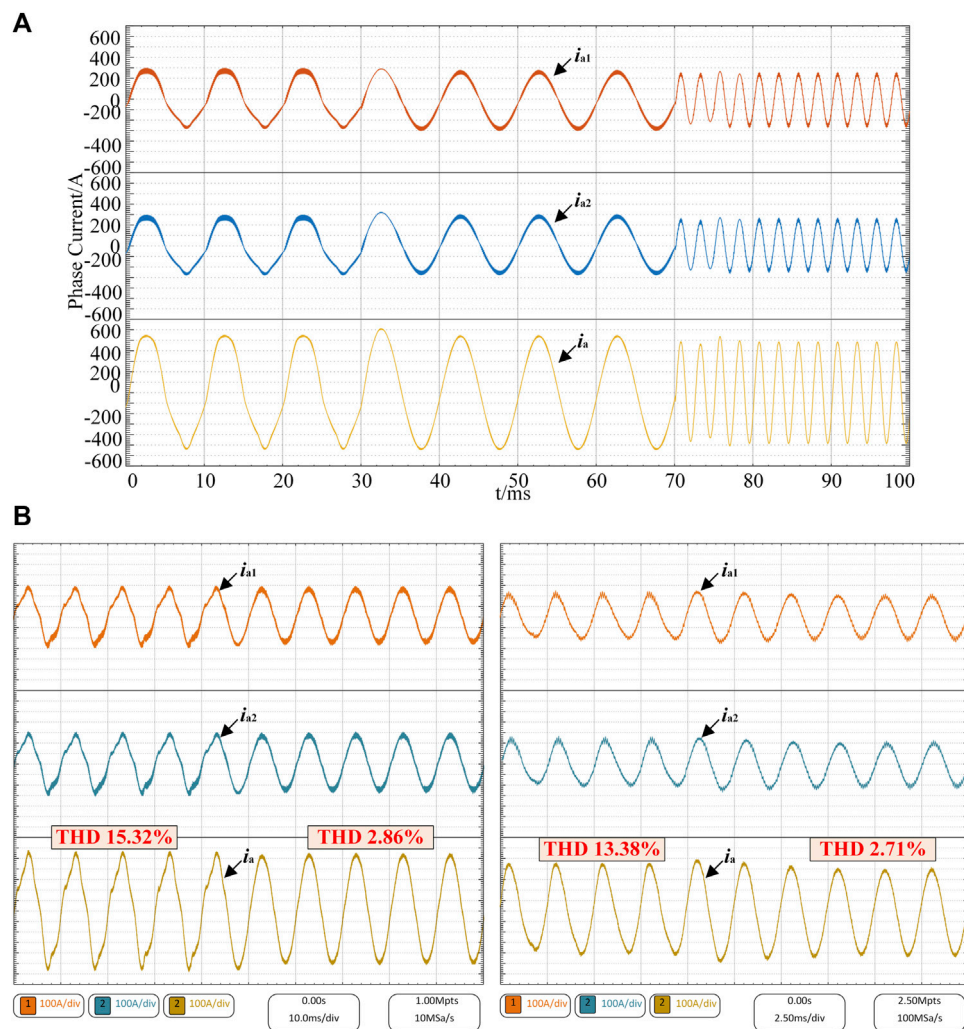 A
Phase Current/A
600
400
200
0
-200
-400
-600
600
400
200
0
-200
-400
-600
600
400
200
0
-200
-400
-600
ia1
ia2
ia
0 10 20 30 40 50 60 70 80 90 100
t/ms
B
ia1
ia2
THD 15.32% THD 2.86%
ia
1 100A/div 2 100A/div 2 100A/div 0.00s 1.00Mpts
10.0ms/div 10MSa/s
ia1
ia2
THD 13.38% THD 2.71%
ia
1 100A/div 2 100A/div 2 100A/div 0.00s 2.50Mpts
2.50ms/div 100MSa/s